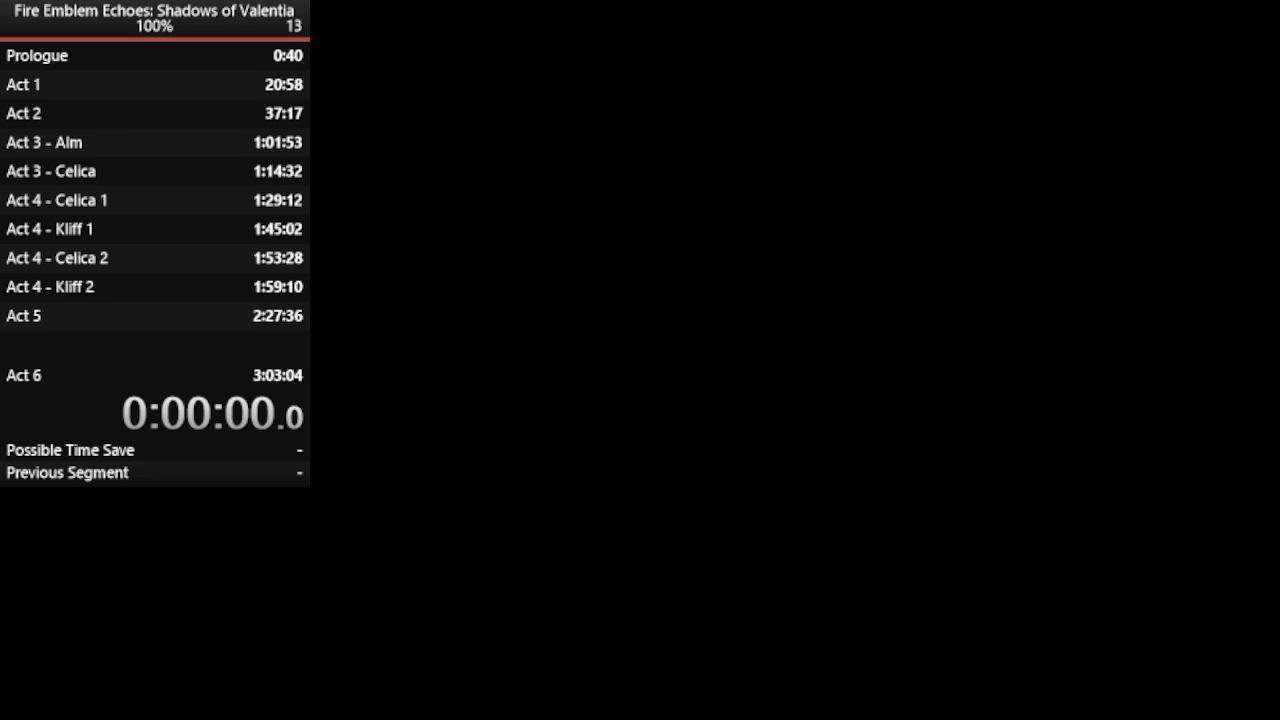 Fire Emblem Echoes: Shadows of Valentia
100% 13
Prologue 0:40
Act 1 20:58
Act 2 37:17
Act 3 - Alm 1:01:53
Act 3 - Celica 1:14:32
Act 4 - Celica 1 1:29:12
Act 4 - Kliff 1 1:45:02
Act 4 - Celica 2 1:53:28
Act 4 - Kliff 2 1:59:10
Act 5 2:27:36
Act 6 3:03:04
0:00:00.0
Possible Time Save -
Previous Segment -